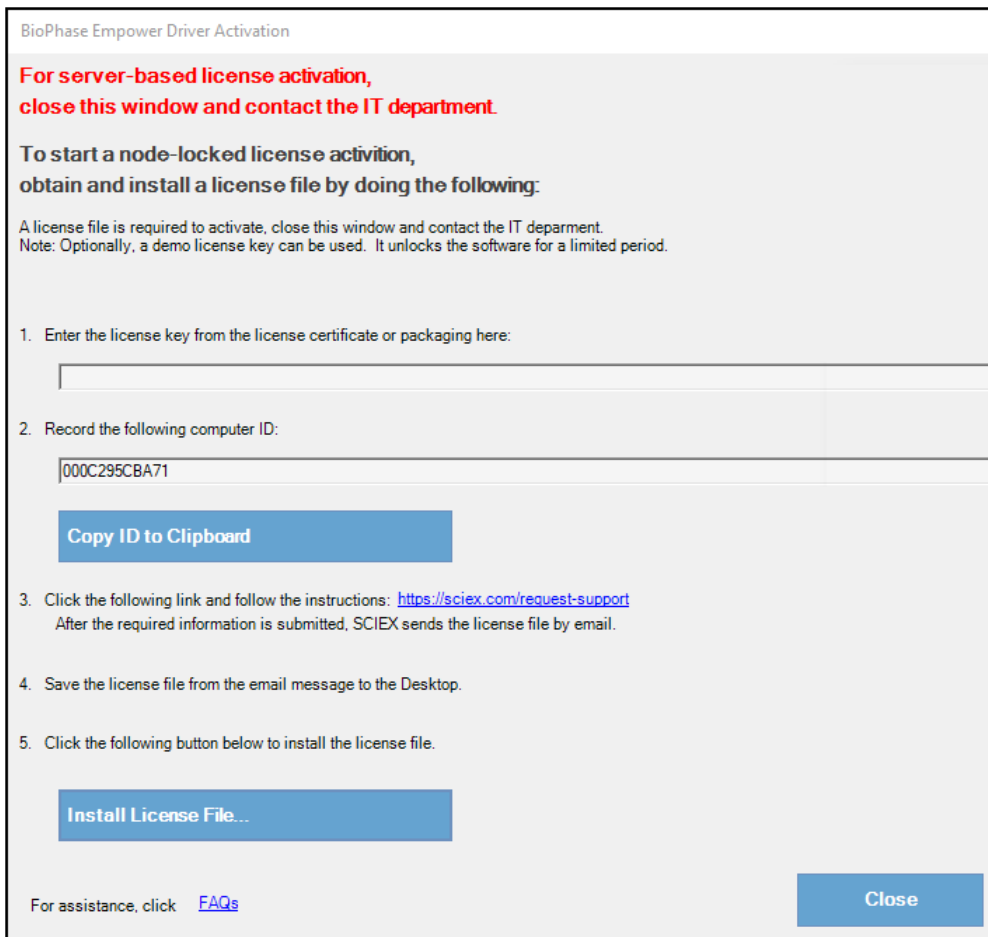 BioPhase Empower Driver Activation
For server-based license activation,
close this window and contact the IT department.
To start a node-locked license activition,
obtain and install a license file by doing the following:
A license file is required to activate, close this window and contact the IT deparment.
Note: Optionally, a demo license key can be used. It unlocks the software for a limited period.
1. Enter the license key from the license certificate or packaging here:
2. Record the following computer ID:
000C295CBA71
Copy ID to Clipboard
3. Click the following link and follow the instructions: https://sciex.com/request-support
After the required information is submitted, SCIEX sends the license file by email.
4. Save the license file from the email message to the Desktop.
5. Click the following button below to install the license file.
Install License File...
For assistance, click FAQs
Close